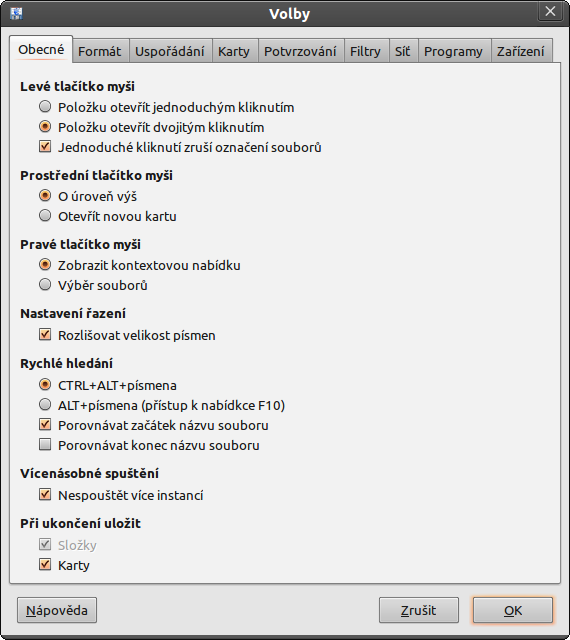 Volby
Obecné Formát Uspořádání Karty Potvrzování Filtry Síť Programy Zařízení
Levé tlačítko myši
Položku otevřít jednoduchým kliknutím
Položku otevřít dvojitým kliknutím
Jednoduché kliknutí zruší označení souborů
Prostřední tlačítko myši
O úroveň výš
Otevřít novou kartu
Pravé tlačítko myši
Zobrazit kontextovou nabídku
Výběr souborů
Nastavení řazení
Rozlišovat velikost písmen
Rychlé hledání
CTRL+ALT+písmena
ALT+písmena (přístup k nabídkce F10)
Porovnávat začátek názvu souboru
Porovnávat konec názvu souboru
Vícenásobné spuštění
Nespouštět více instancí
Při ukončení uložit
Složky
Karty
Nápověda Zrušit OK